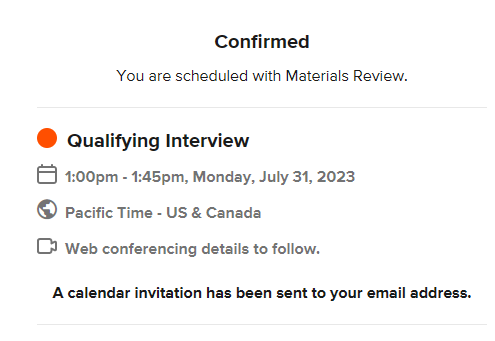 Confirmed
You are scheduled with Materials Review.
Qualifying Interview
1:00pm - 1:45pm, Monday, July 31, 2023
Pacific Time - US & Canada
Web conferencing details to follow.
A calendar invitation has been sent to your email address.